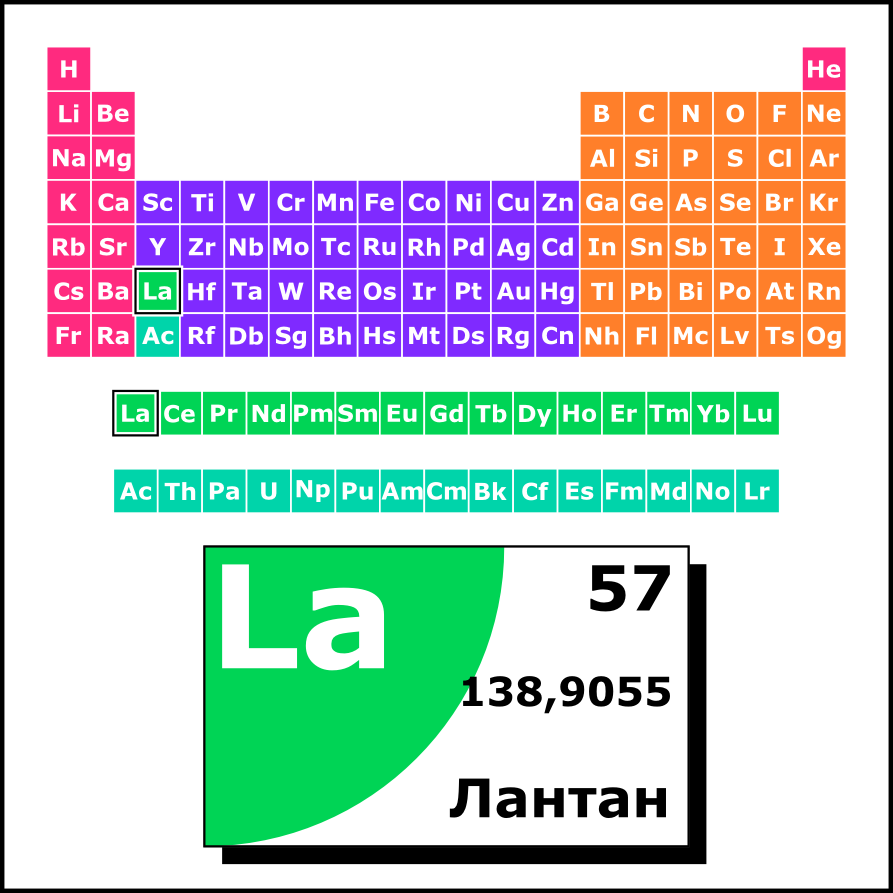 H He
Li Be B C N O F Ne
Na Mg Al Si P S Cl Ar
K Ca Sc Ti V Cr Mn Fe Co Ni Cu Zn Ga Ge As Se Br Kr
Rb Sr Y Zr Nb Mo Tc Ru Rh Pd Ag Cd In Sn Sb Te I Xe
Cs Ba La Hf Ta W Re Os Ir Pt Au Hg Tl Pb Bi Po At Rn
Fr Ra Ac Rf Db Sg Bh Hs Mt Ds Rg Cn Nh Fl Mc Lv Ts Og
La Ce Pr Nd Pm Sm Eu Gd Tb Dy Ho Er Tm Yb Lu
Ac Th Pa U Np Pu Am Cm Bk Cf Es Fm Md No Lr
La 57
138,9055
Лантан